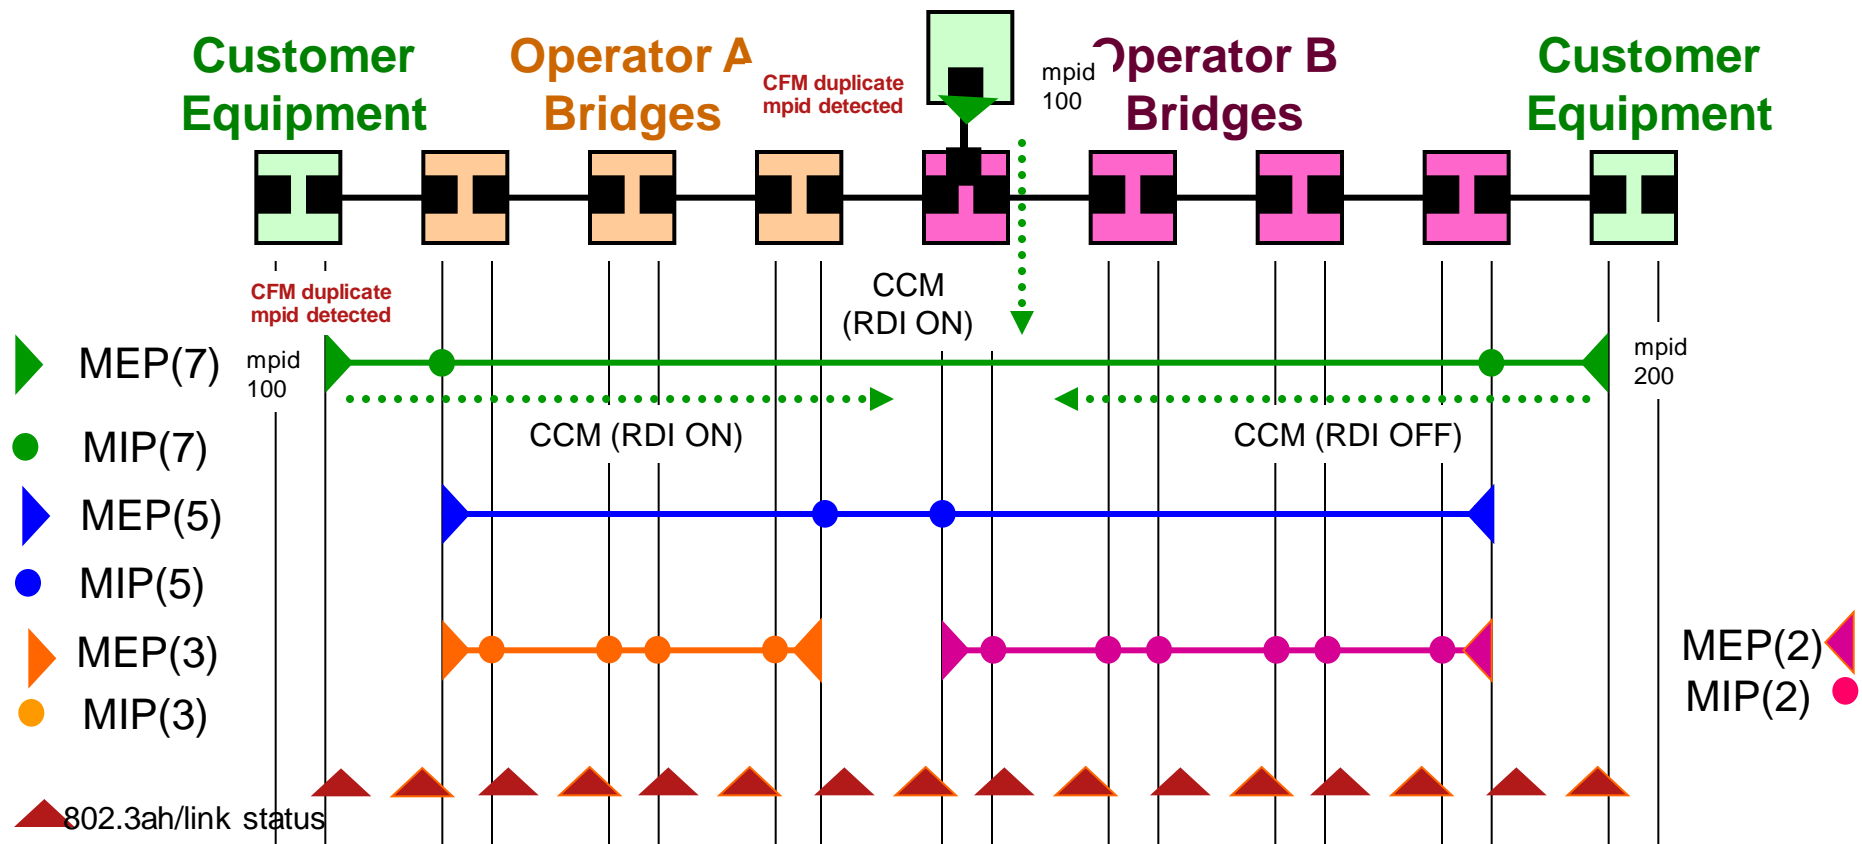 Customer
Equipment
Operator A
Bridges
CFM duplicate
mpid detected
mpid
100
Operator B
Bridges
Customer
Equipment
CFM duplicate
mpid detected
CCM
(RDI ON)
MEP(7)
mpid
100
mpid
200
CCM (RDI ON)
CCM (RDI OFF)
MIP(7)
MEP(5)
MIP(5)
MEP(3)
MIP(3)
MEP(2)
MIP(2)
802.3ah/link status